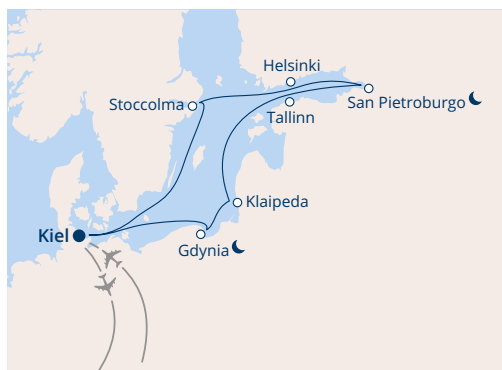 Helsinki
Stoccolma
San Pietroburgo
Tallinn
Klaipeda
Kiel
Gdynia